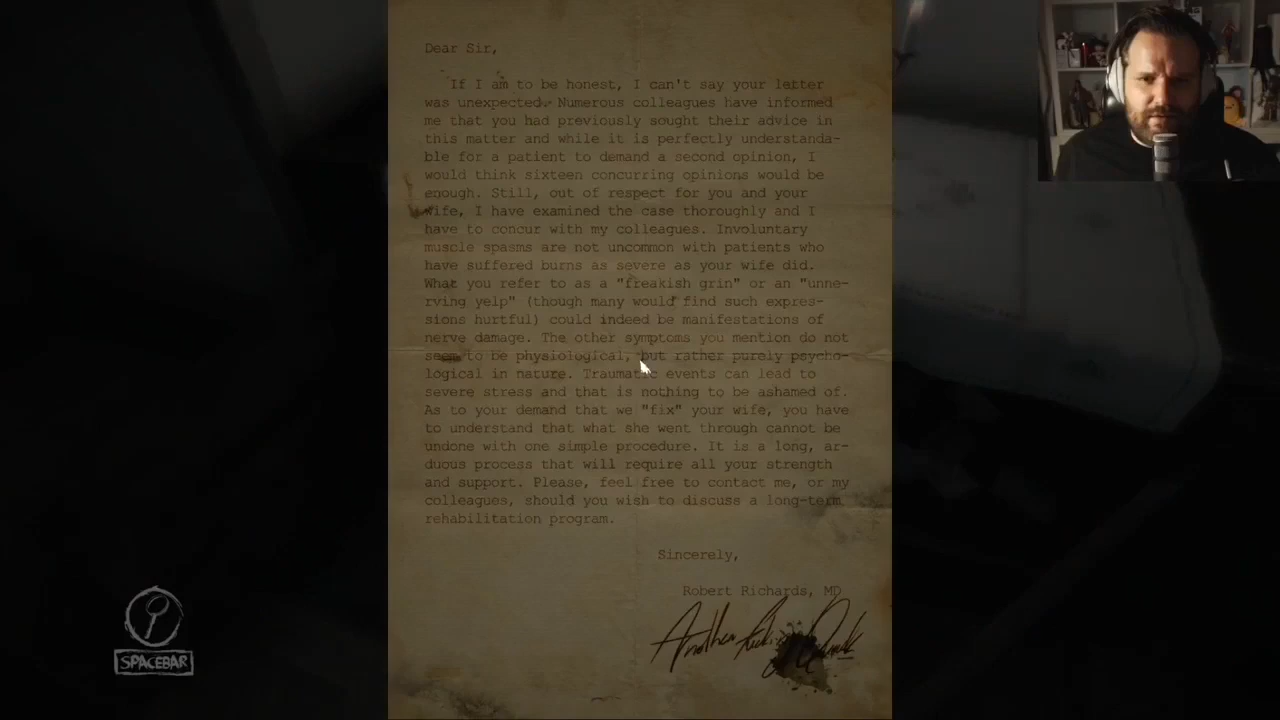 Dear Sir,
If I am to be honest, I can't say your letter
was unexpected. Numerous colleagues have informed
me that you had previously sought their advice in
this matter and while it is perfectly understanda-
ble for a patient to demand a second opinion, I
would think sixteen concurring opinions would be
enough. Still, out of respect for you and your
wife, I have examined the case thoroughly and I
have to concur with my colleagues. Involuntary
muscle spasms are not uncommon with patients who
have suffered burns as severe as your wife did.
What you refer to as a "freakish grin" or an "unne-
rving yelp" (though many would find such expres-
sions hurtful) could indeed be manifestations of
nerve damage. The other symptoms you mention do not
seem to be physiological, but rather purely psycho-
logical in nature. Traumatic events can lead to
severe stress and that is nothing to be ashamed of.
As to your demand that we "fix" your wife, you have
to understand that what she went through cannot be
undone with one simple procedure. It is a long, ar-
duous process that will require all your strength
and support. Please, feel free to contact me, or my
colleagues, should you wish to discuss a long-term
rehabilitation program.
Sincerely,
Robert Richards, MD
Another
SPACEBAR